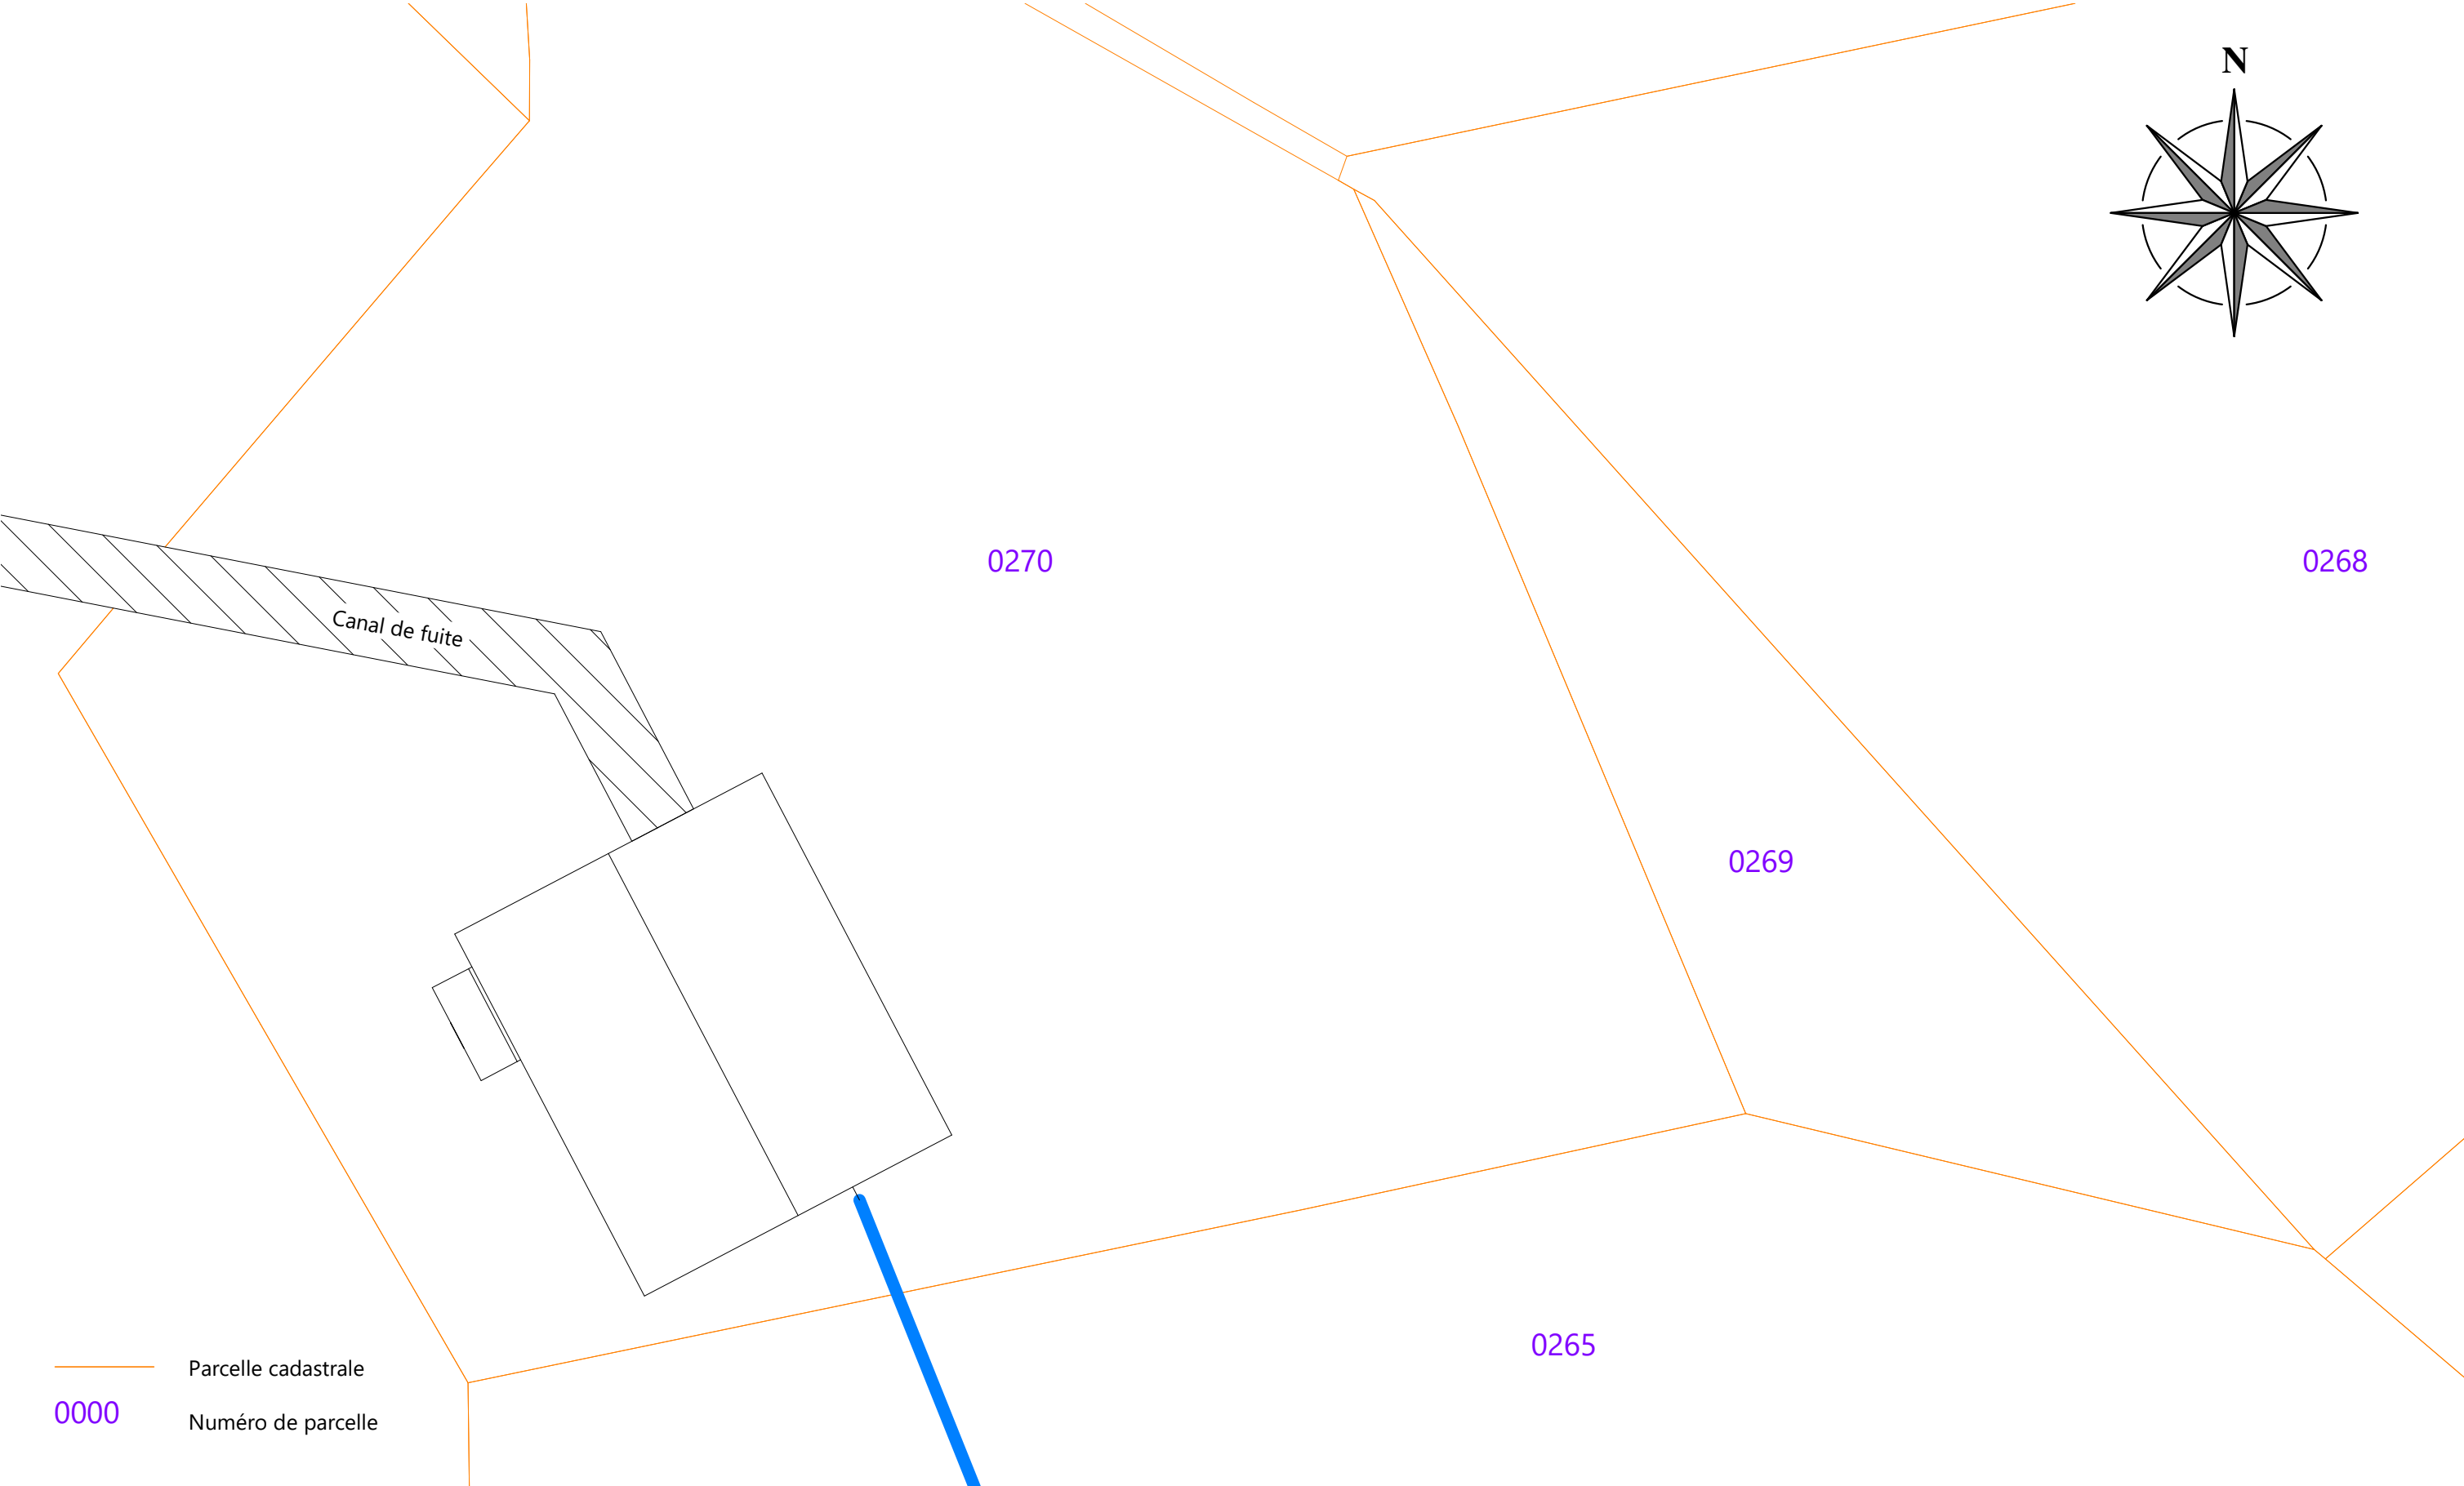 N
0270
0268
Canal de fuite
0269
0265
Parcelle cadastrale
0000
Numéro de parcelle